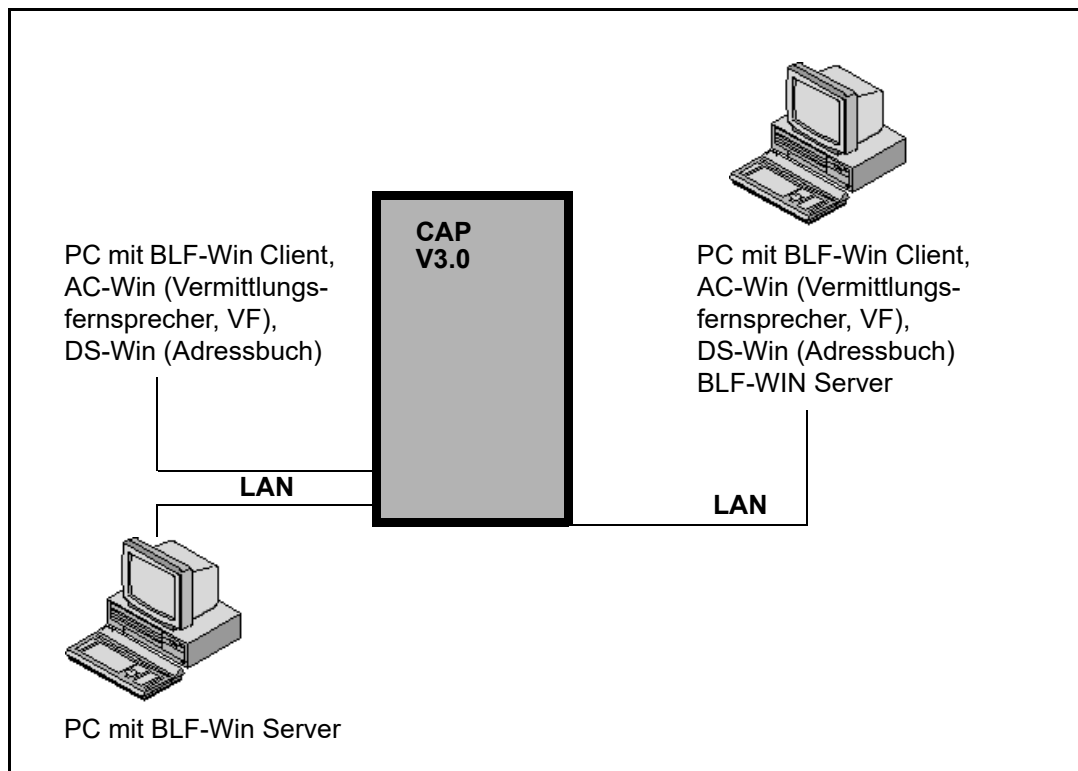 CAP
V3.0
PC mit BLF-Win Client,
AC-Win (Vermittlungs-
fernsprecher, VF),
DS-Win (Adressbuch)
PC mit BLF-Win Client,
AC-Win (Vermittlungs-
fernsprecher, VF),
DS-Win (Adressbuch)
BLF-WIN Server
LAN
LAN
PC mit BLF-Win Server